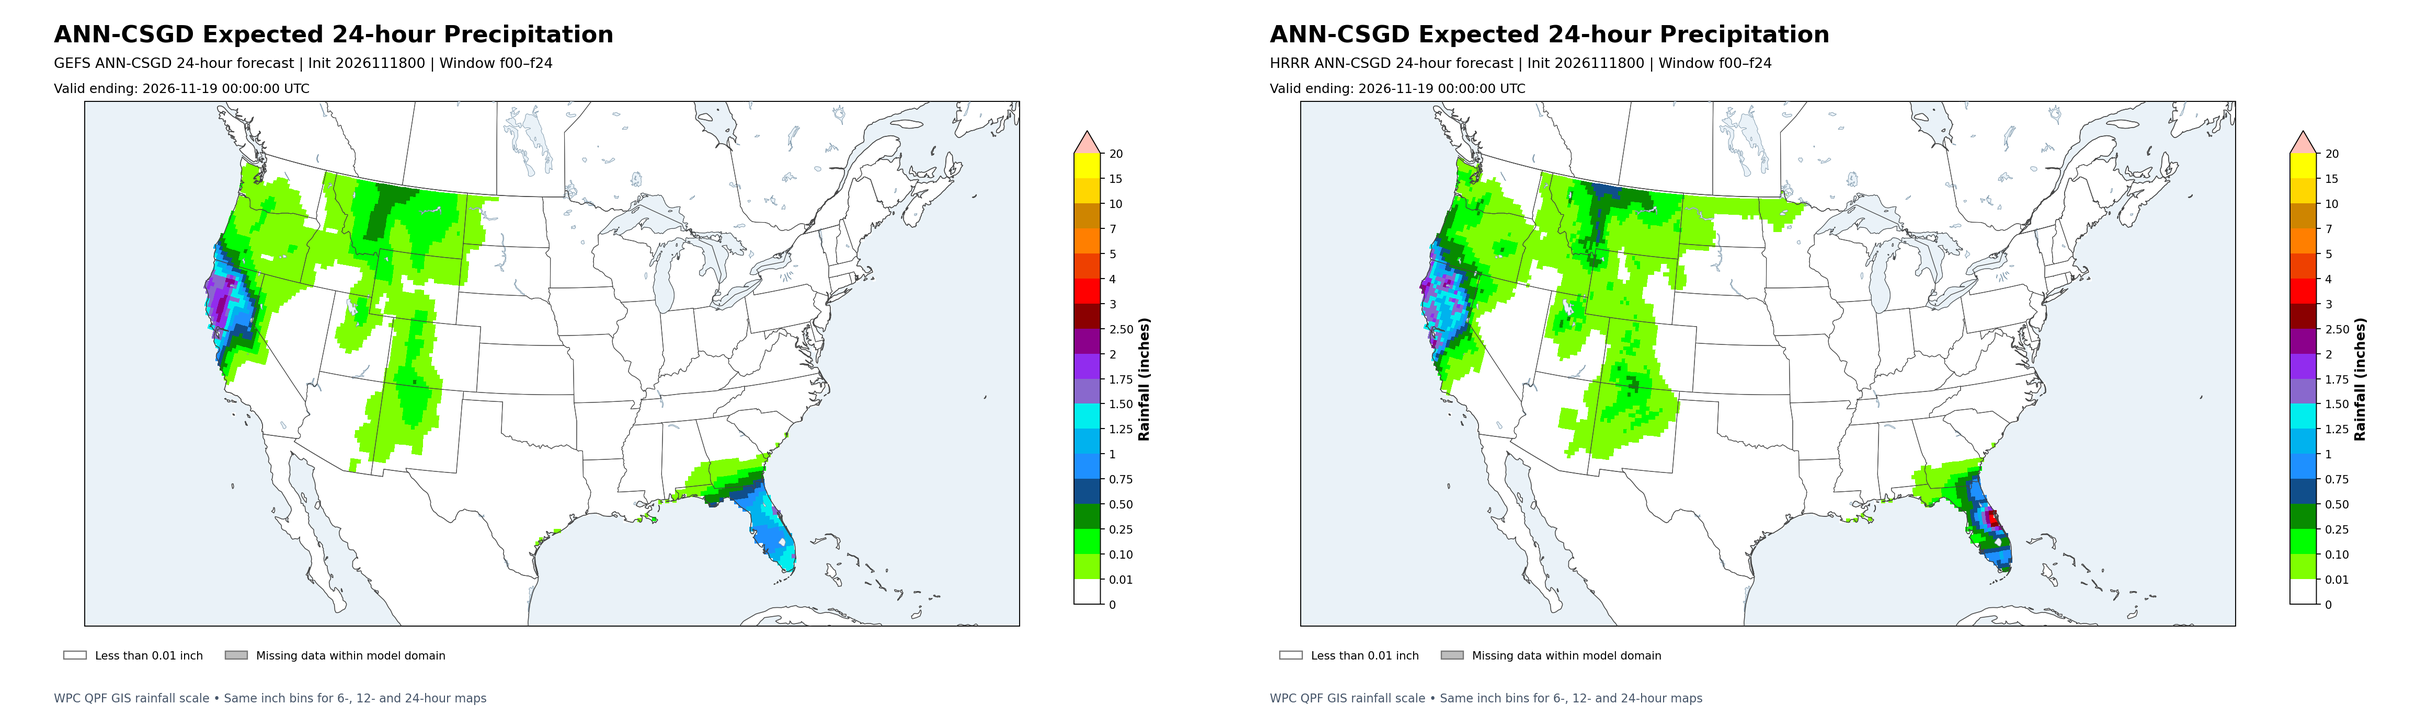 ANN-CSGD Expected 24-hour Precipitation
GEFS ANN-CSGD 24-hour forecast | Init 2026111800 | Window f00–f24
Valid ending: 2026-11-19 00:00:00 UTC
20
15
10
7
5
4
3
2.50
2
1.75
1.50
1.25
1
0.75
0.50
0.25
0.10
0.01
0
Rainfall (inches)
Less than 0.01 inch
Missing data within model domain
WPC QPF GIS rainfall scale • Same inch bins for 6-, 12- and 24-hour maps
ANN-CSGD Expected 24-hour Precipitation
HRRR ANN-CSGD 24-hour forecast | Init 2026111800 | Window f00–f24
Valid ending: 2026-11-19 00:00:00 UTC
20
15
10
7
5
4
3
2.50
2
1.75
1.50
1.25
1
0.75
0.50
0.25
0.10
0.01
0
Rainfall (inches)
Less than 0.01 inch
Missing data within model domain
WPC QPF GIS rainfall scale • Same inch bins for 6-, 12- and 24-hour maps